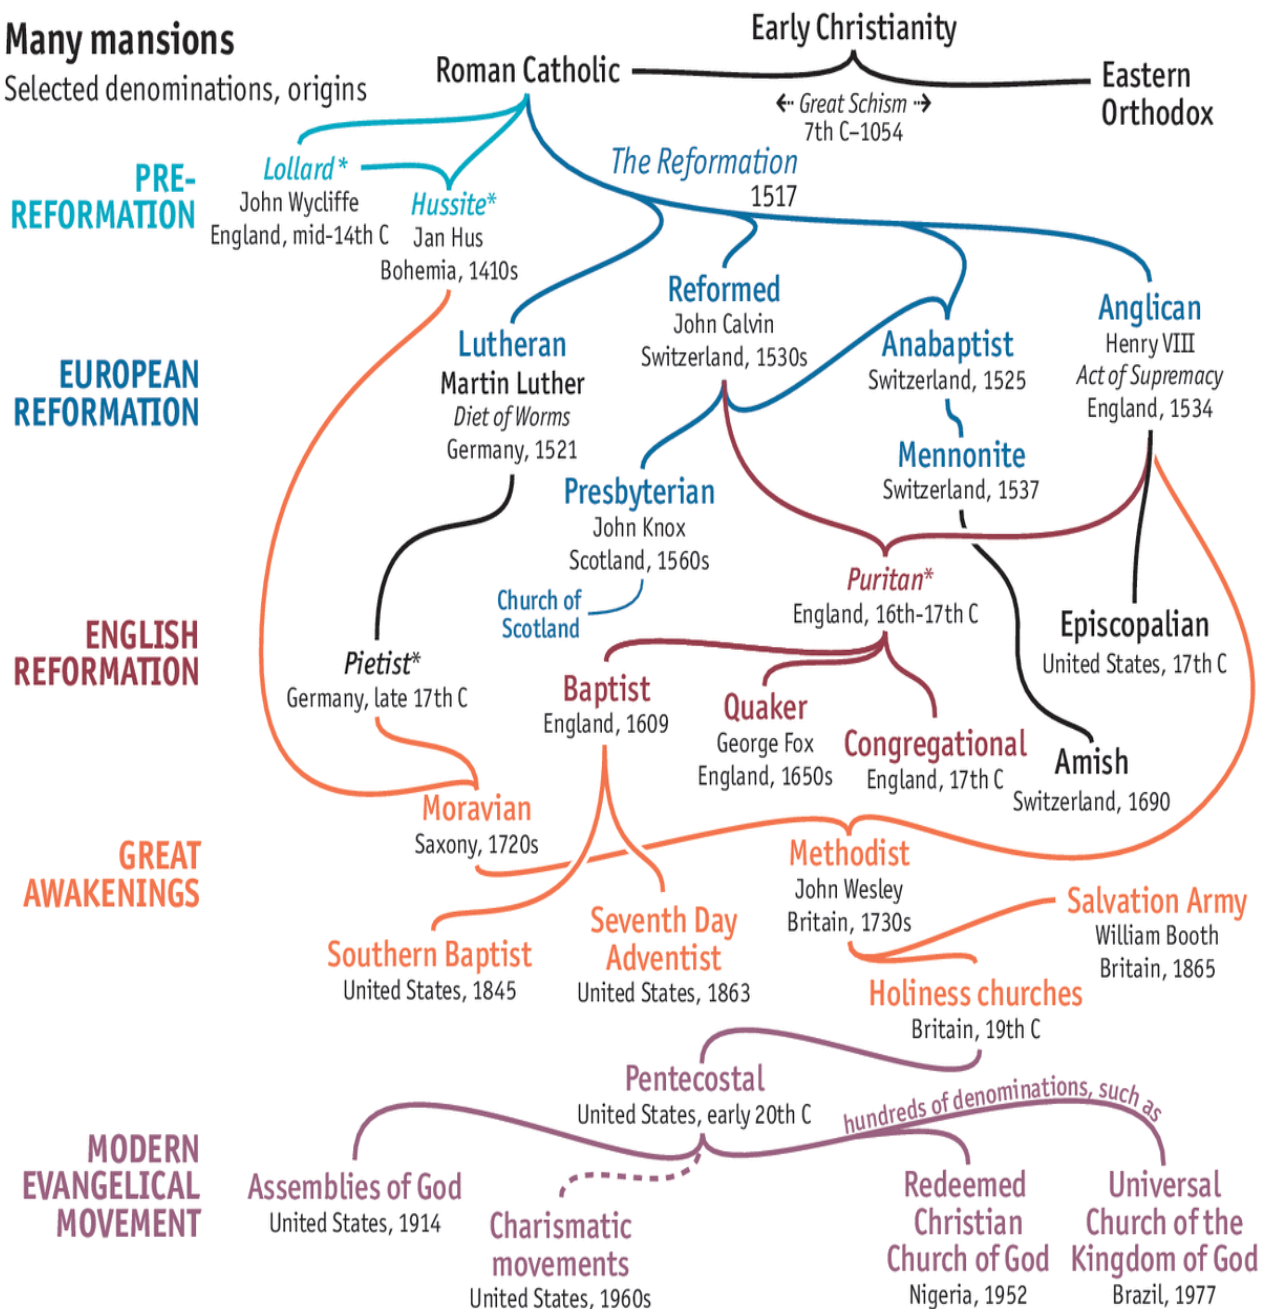 Many mansions
Selected denominations, origins
Early Christianity
Roman Catholic
Eastern
Orthodox
Great Schism
7th C–1054
PRE-
REFORMATION
Lollard*
John Wycliffe
England, mid-14th C
Hussite*
Jan Hus
Bohemia, 1410s
The Reformation
1517
EUROPEAN
REFORMATION
Lutheran
Martin Luther
Diet of Worms
Germany, 1521
Reformed
John Calvin
Switzerland, 1530s
Anabaptist
Switzerland, 1525
Anglican
Henry VIII
Act of Supremacy
England, 1534
Mennonite
Switzerland, 1537
Presbyterian
John Knox
Scotland, 1560s
Church of
Scotland
ENGLISH
REFORMATION
Puritan*
England, 16th-17th C
Episcopalian
United States, 17th C
Pietist*
Germany, late 17th C
Baptist
England, 1609
Quaker
George Fox
England, 1650s
Congregational
England, 17th C
Amish
Switzerland, 1690
GREAT
AWAKENINGS
Moravian
Saxony, 1720s
Methodist
John Wesley
Britain, 1730s
Salvation Army
William Booth
Britain, 1865
Southern Baptist
United States, 1845
Seventh Day
Adventist
United States, 1863
Holiness churches
Britain, 19th C
MODERN
EVANGELICAL
MOVEMENT
Pentecostal
United States, early 20th C
hundreds of denominations, such as
Assemblies of God
United States, 1914
Charismatic
movements
United States, 1960s
Redeemed
Christian
Church of God
Nigeria, 1952
Universal
Church of the
Kingdom of God
Brazil, 1977